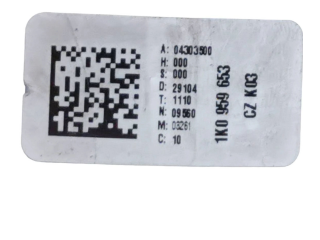 A: 04303500
H: 000
S: 000
D: 29104
T: 1110
N: 09560
M: 03261
C: 10
1K0 959 653
CZ K03